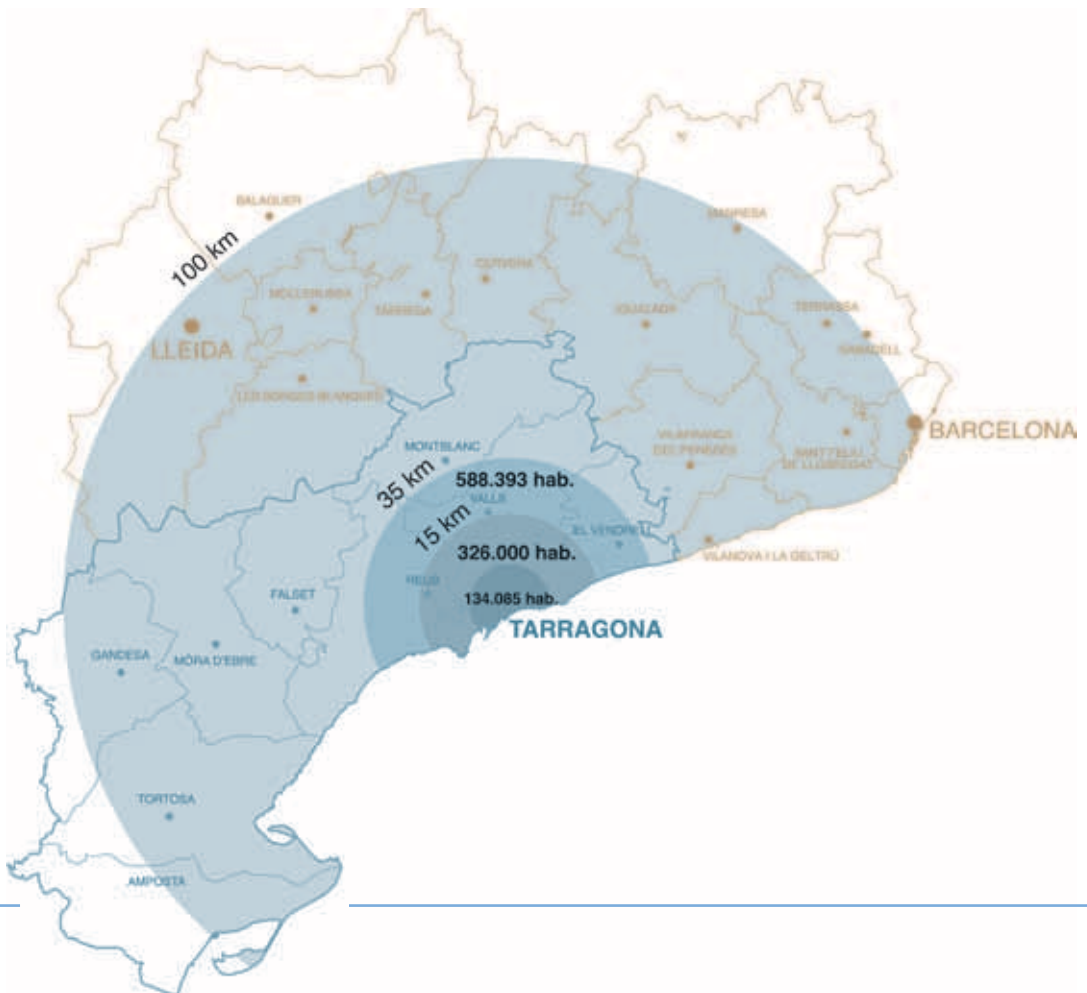 BALAGUER
MANRESA
100 km
CERVERA
MOLLERUSSA
TÀRREGA
IGUALADA
TERRASSA
LLEIDA
SABADELL
LES BORGES BLANQUES
BARCELONA
MONTBLANC
VILAFRANCA
DEL PENEDÈS
SANT FELIU
DE LLOBREGAT
35 km
588.393 hab.
VALLS
15 km
EL VENDRELL
326.000 hab.
VILANOVA I LA GELTRÚ
REUS
FALSET
134.085 hab.
TARRAGONA
GANDESA
MÓRA D'EBRE
TORTOSA
AMPOSTA